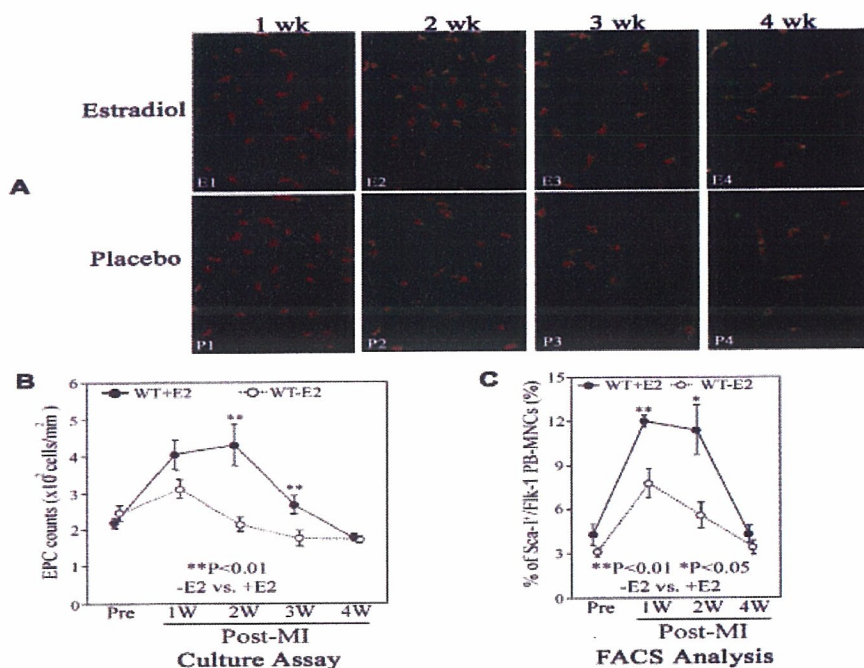 1 wk 2 wk 3 wk 4 wk
Estradiol
E1 E2 E3 E4
A
Placebo
P1 P2 P3 P4
B
WT+E2 WT-E2
EPC counts (x10² cells/mm²)
6
5
4
3
2
1
0
**
**
**P<0.01
-E2 vs. +E2
Pre 1W 2W 3W 4W
Post-MI
Culture Assay
C
WT+E2 WT-E2
% of Sca-1⁺/Flk-1 PB-MNCs (%)
15
12
9
6
3
0
**
*
**P<0.01 *P<0.05
-E2 vs. +E2
Pre 1W 2W 4W
Post-MI
FACS Analysis